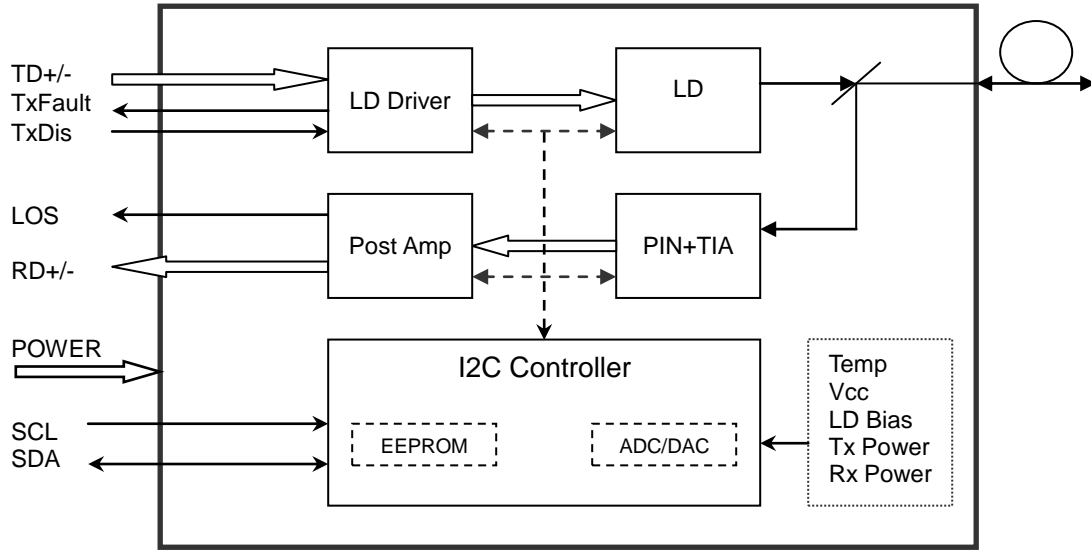 TD+/-
TxFault
TxDis
LD Driver
LD
LOS
RD+/-
Post Amp
PIN+TIA
POWER
SCL
SDA
I2C Controller
EEPROM
ADC/DAC
Temp
Vcc
LD Bias
Tx Power
Rx Power